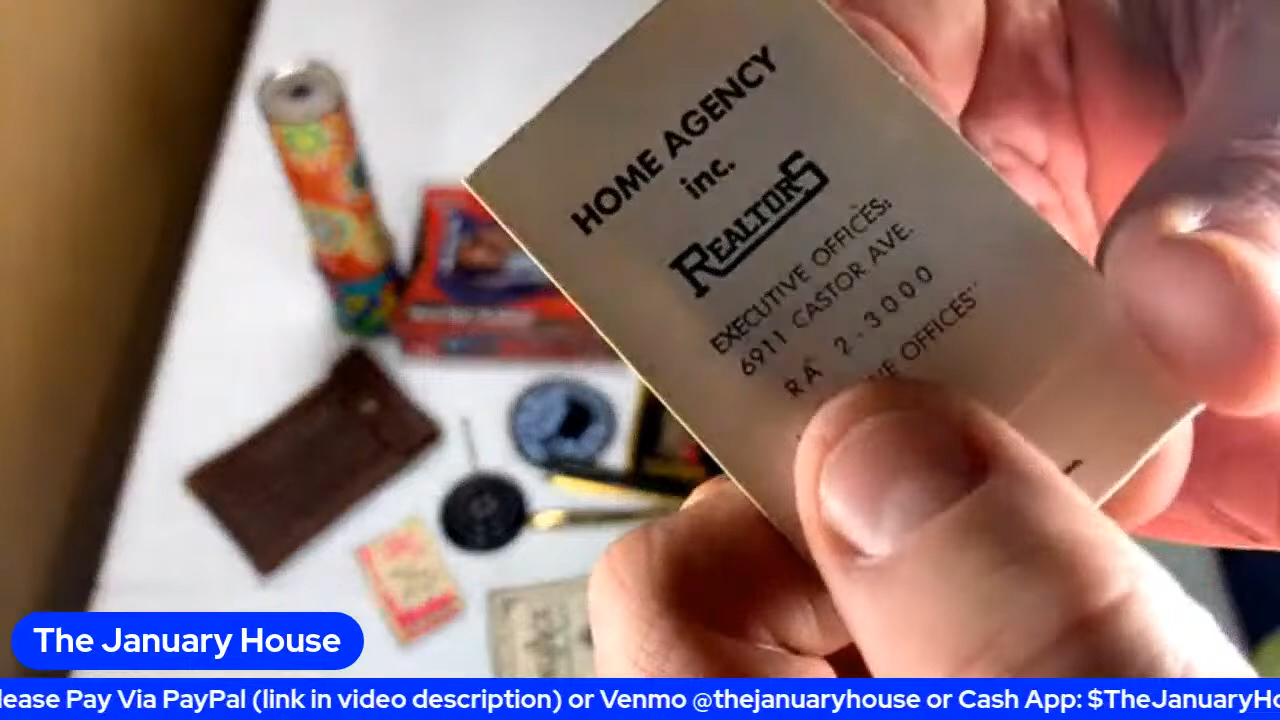 HOME AGENCY
inc.
REALTORS
EXECUTIVE OFFICES:
6911 CASTOR AVE.
RA 2-3000
OFFICES"
The January House
lease Pay Via PayPal (link in video description) or Venmo @thejanuaryhouse or Cash App: $TheJanuaryHo